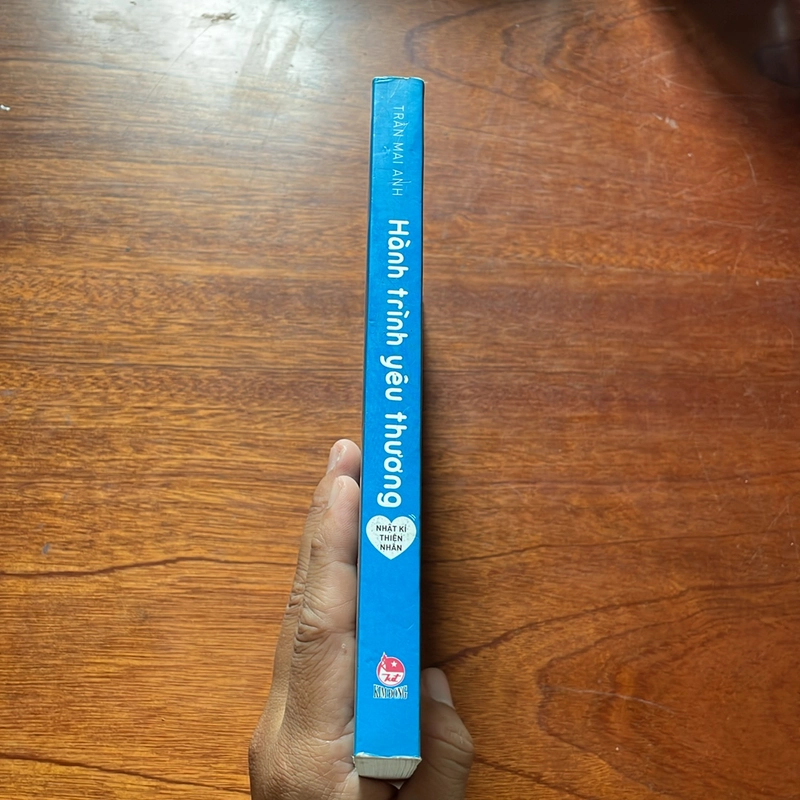 TRẦN MAI ANH
Hành trình yêu thương
NHẬT KÍ
THIỆN
NHÂN
KIM ĐỒNG